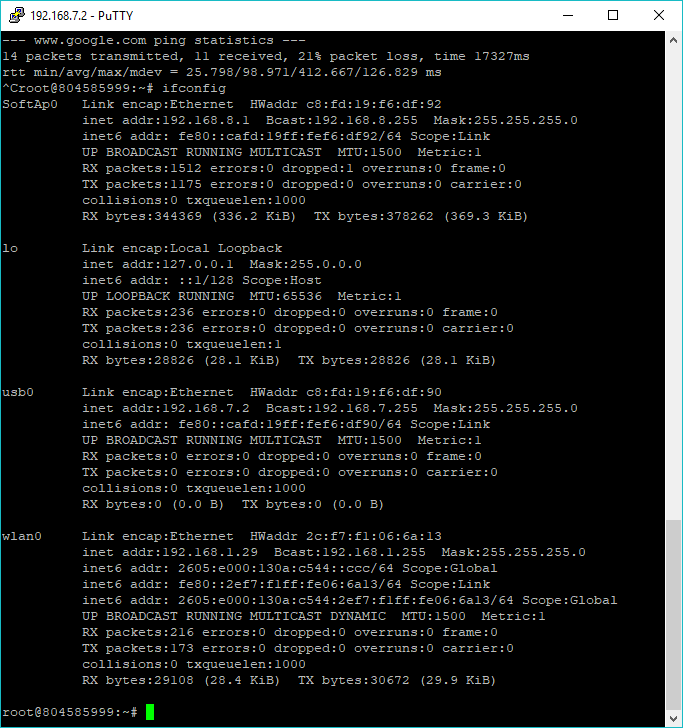 192.168.7.2 - PuTTY
--- www.google.com ping statistics ---
14 packets transmitted, 11 received, 21% packet loss, time 17327ms
rtt min/avg/max/mdev = 25.798/98.971/412.667/126.829 ms
^Croot@804585999:~# ifconfig
SoftAp0   Link encap:Ethernet  HWaddr c8:fd:19:f6:df:92
          inet addr:192.168.8.1  Bcast:192.168.8.255  Mask:255.255.255.0
          inet6 addr: fe80::cafd:19ff:fef6:df92/64 Scope:Link
          UP BROADCAST RUNNING MULTICAST  MTU:1500  Metric:1
          RX packets:1512 errors:0 dropped:1 overruns:0 frame:0
          TX packets:1175 errors:0 dropped:0 overruns:0 carrier:0
          collisions:0 txqueuelen:1000
          RX bytes:344369 (336.2 KiB)  TX bytes:378262 (369.3 KiB)

lo        Link encap:Local Loopback
          inet addr:127.0.0.1  Mask:255.0.0.0
          inet6 addr: ::1/128 Scope:Host
          UP LOOPBACK RUNNING  MTU:65536  Metric:1
          RX packets:236 errors:0 dropped:0 overruns:0 frame:0
          TX packets:236 errors:0 dropped:0 overruns:0 carrier:0
          collisions:0 txqueuelen:1
          RX bytes:28826 (28.1 KiB)  TX bytes:28826 (28.1 KiB)

usb0      Link encap:Ethernet  HWaddr c8:fd:19:f6:df:90
          inet addr:192.168.7.2  Bcast:192.168.7.255  Mask:255.255.255.0
          inet6 addr: fe80::cafd:19ff:fef6:df90/64 Scope:Link
          UP BROADCAST RUNNING MULTICAST  MTU:1500  Metric:1
          RX packets:0 errors:0 dropped:0 overruns:0 frame:0
          TX packets:0 errors:0 dropped:0 overruns:0 carrier:0
          collisions:0 txqueuelen:1000
          RX bytes:0 (0.0 B)  TX bytes:0 (0.0 B)

wlan0     Link encap:Ethernet  HWaddr 2c:f7:f1:06:6a:13
          inet addr:192.168.1.29  Bcast:192.168.1.255  Mask:255.255.255.0
          inet6 addr: 2605:e000:130a:c544::ccc/64 Scope:Global
          inet6 addr: fe80::2ef7:f1ff:fe06:6a13/64 Scope:Link
          inet6 addr: 2605:e000:130a:c544:2ef7:f1ff:fe06:6a13/64 Scope:Global
          UP BROADCAST RUNNING MULTICAST DYNAMIC  MTU:1500  Metric:1
          RX packets:216 errors:0 dropped:0 overruns:0 frame:0
          TX packets:173 errors:0 dropped:0 overruns:0 carrier:0
          collisions:0 txqueuelen:1000
          RX bytes:29108 (28.4 KiB)  TX bytes:30672 (29.9 KiB)

root@804585999:~#